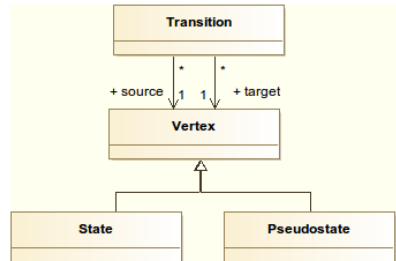 Transition
* *
+ source 1 1 + target
Vertex
State Pseudostate